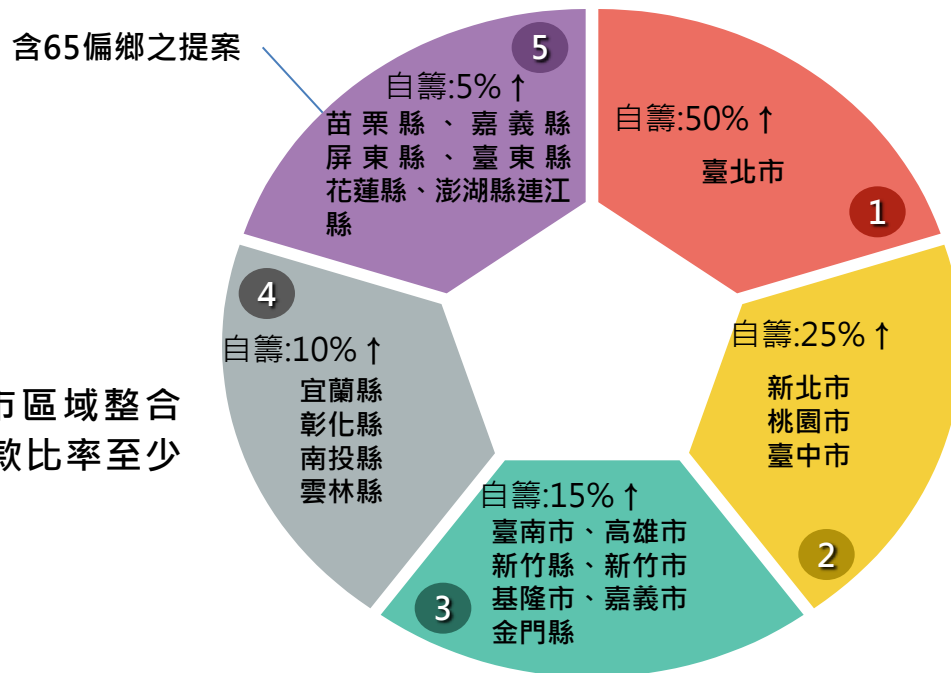 含65偏鄉之提案
5
自籌:5%↑
苗栗縣、嘉義縣
屏東縣、臺東縣
花蓮縣、澎湖縣連江
縣
自籌:50%↑
臺北市
1
4
自籌:10%↑
宜蘭縣
彰化縣
南投縣
雲林縣
自籌:25%↑
新北市
桃園市
臺中市
2
市區域整合
款比率至少
自籌:15%↑
臺南市、高雄市
新竹縣、新竹市
基隆市、嘉義市
金門縣
3